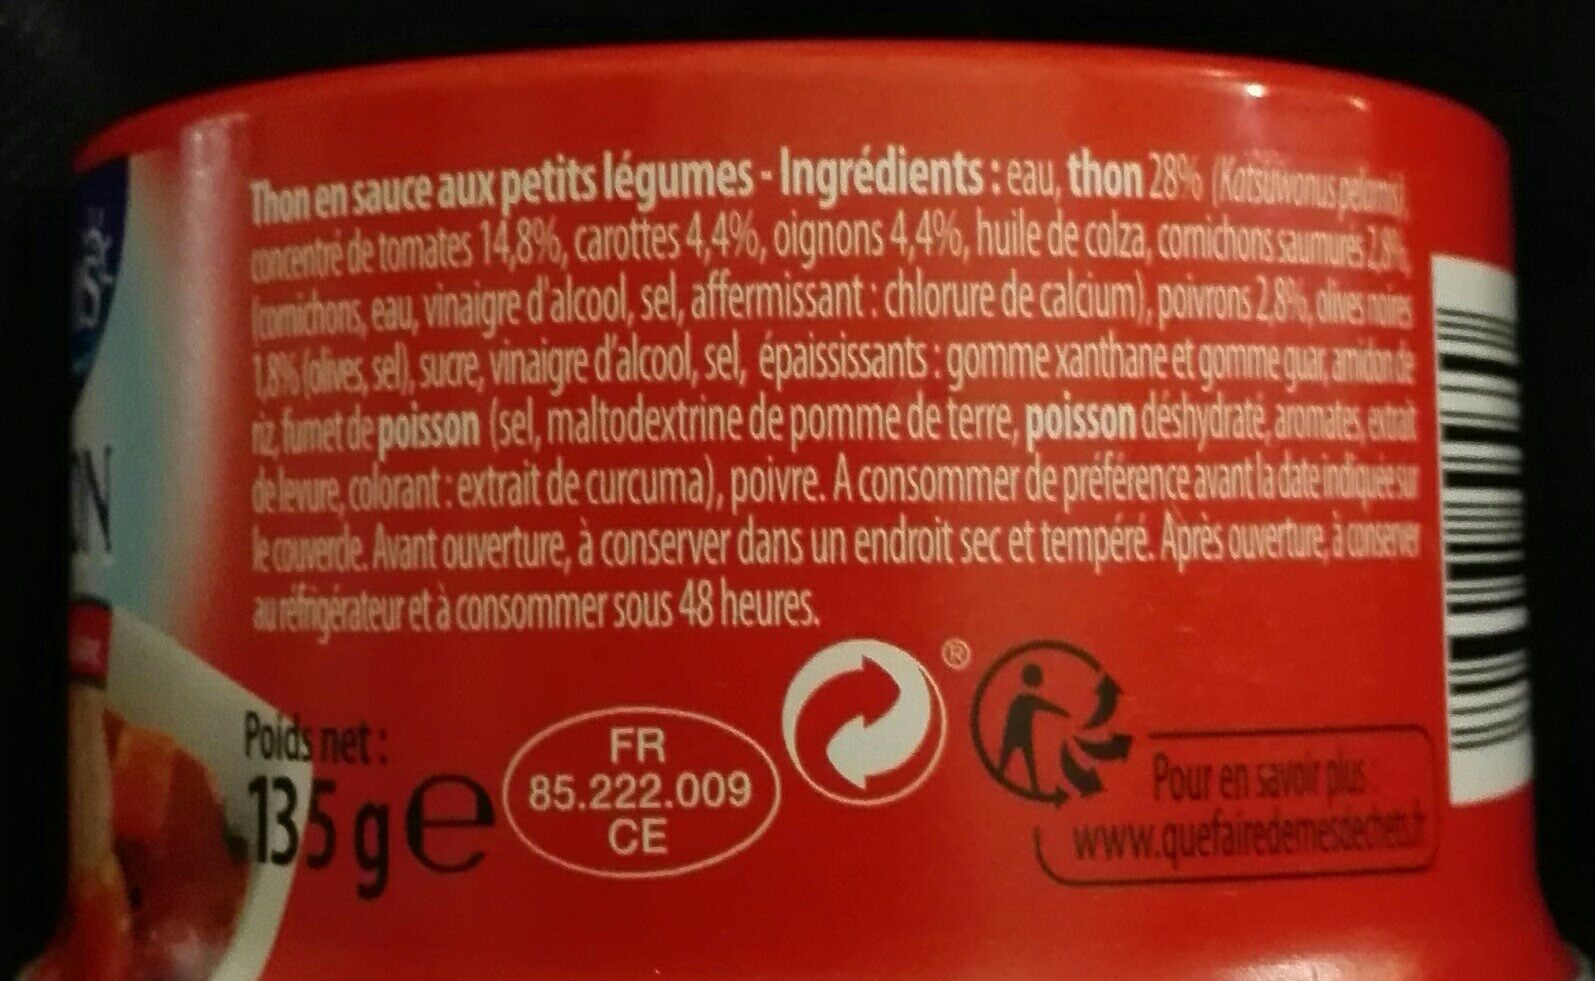 Thon en sauce aux petits légumes - Ingrédients : eau, thon 28% (Katsuwonus pelamis),
concentré de tomates 14,8%, carottes 4,4%, oignons 4,4%, huile de colza, cornichons saumurés 2,8%,
(cornichons, eau, vinaigre d'alcool, sel, affermissant : chlorure de calcium), poivrons 2,8%, olives noires
1,8% (olives, sel), sucre, vinaigre d'alcool, sel, épaississants : gomme xanthane et gomme guar, amidon de
riz, fumet de poisson (sel, maltodextrine de pomme de terre, poisson déshydraté, aromates, extrait
de levure, colorant : extrait de curcuma), poivre. A consommer de préférence avant la date indiquée sur
le couvercle. Avant ouverture, à conserver dans un endroit sec et tempéré. Après ouverture, à conserver
au réfrigérateur et à consommer sous 48 heures.
ON
Poids net :
135 g e
FR
85.222.009
CE
®
Pour en savoir plus :
www.quefairedemesdechets.fr